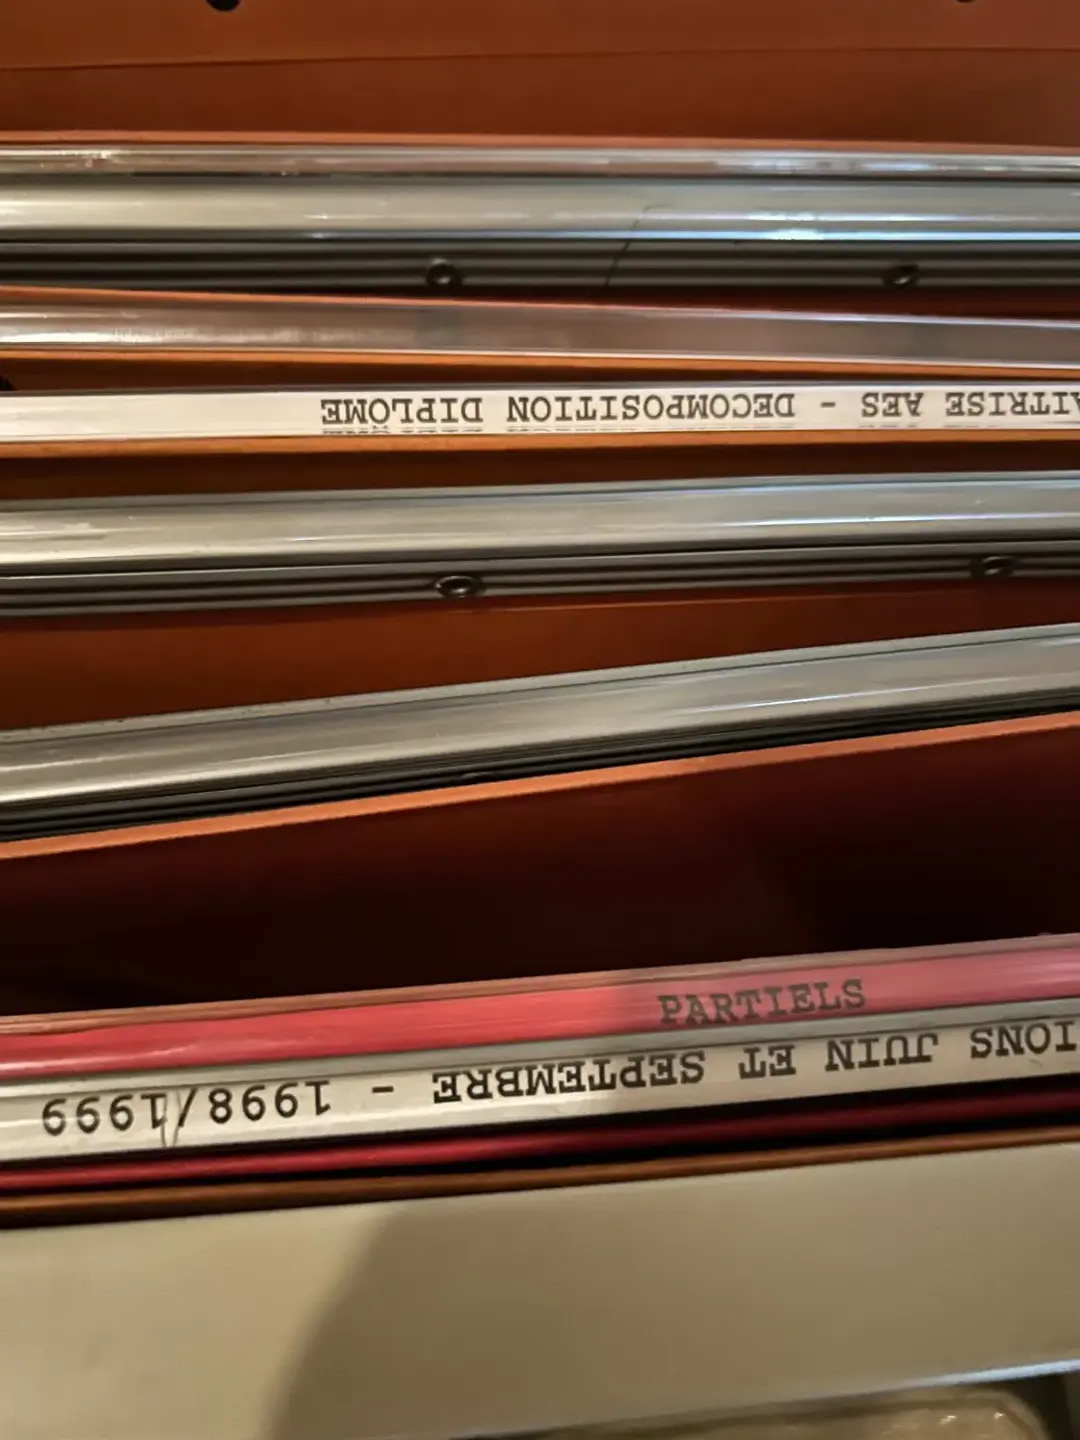 AITRISE AES - DECOMPOSITION DIPLOME
PARTIELS
IONS JUIN ET SEPTEMBRE - 1998/1999